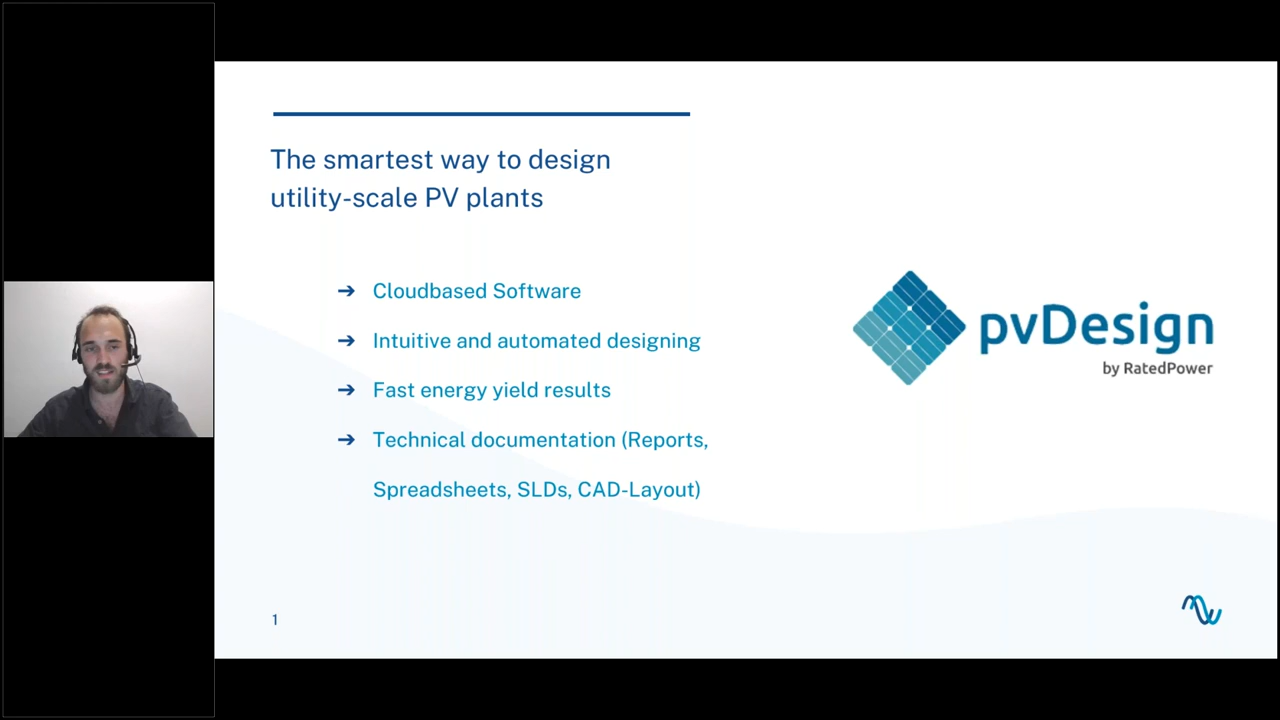 The smartest way to design
utility-scale PV plants
➔ Cloudbased Software
➔ Intuitive and automated designing
➔ Fast energy yield results
➔ Technical documentation (Reports,
Spreadsheets, SLDs, CAD-Layout)
pvDesign
by RatedPower
1